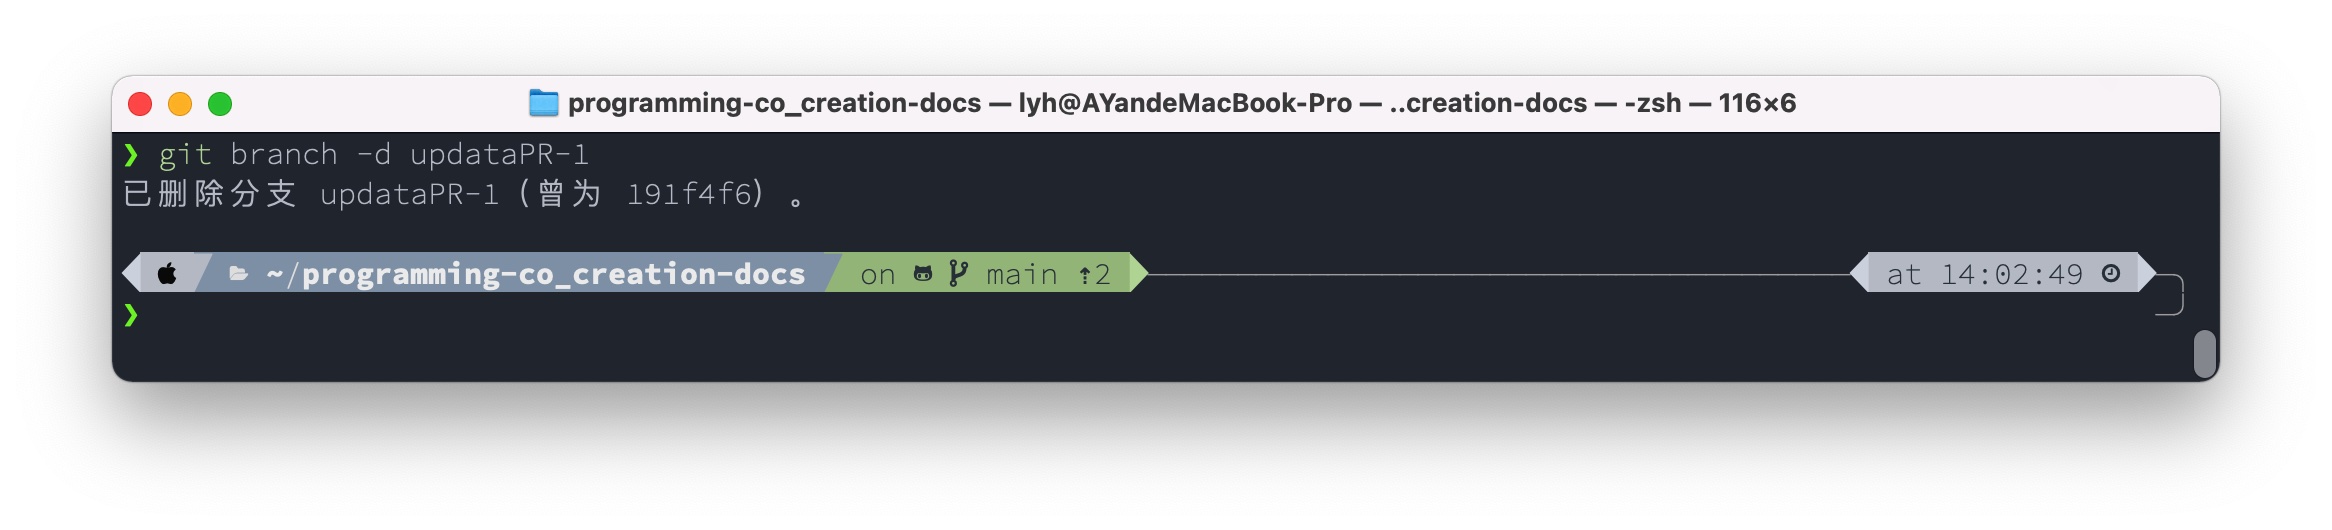 programming-co_creation-docs — lyh@AYandeMacBook-Pro — ..creation-docs — -zsh — 116×6
❯ git branch -d updataPR-1
已删除分支 updataPR-1（曾为 191f4f6）。
~/programming-co_creation-docs on main ⇡2 at 14:02:49
❯